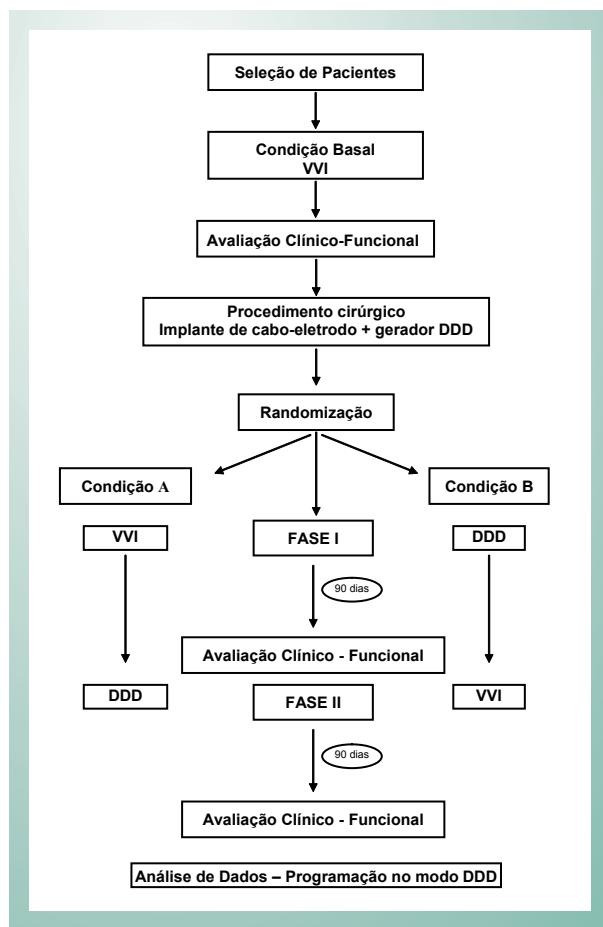 Seleção de Pacientes
Condição Basal
VVI
Avaliação Clínico-Funcional
Procedimento cirúrgico
Implante de cabo-eletrodo + gerador DDD
Randomização
Condição A
Condição B
VVI
FASE I
DDD
90 dias
Avaliação Clínico - Funcional
DDD
FASE II
VVI
90 dias
Avaliação Clínico - Funcional
Análise de Dados – Programação no modo DDD